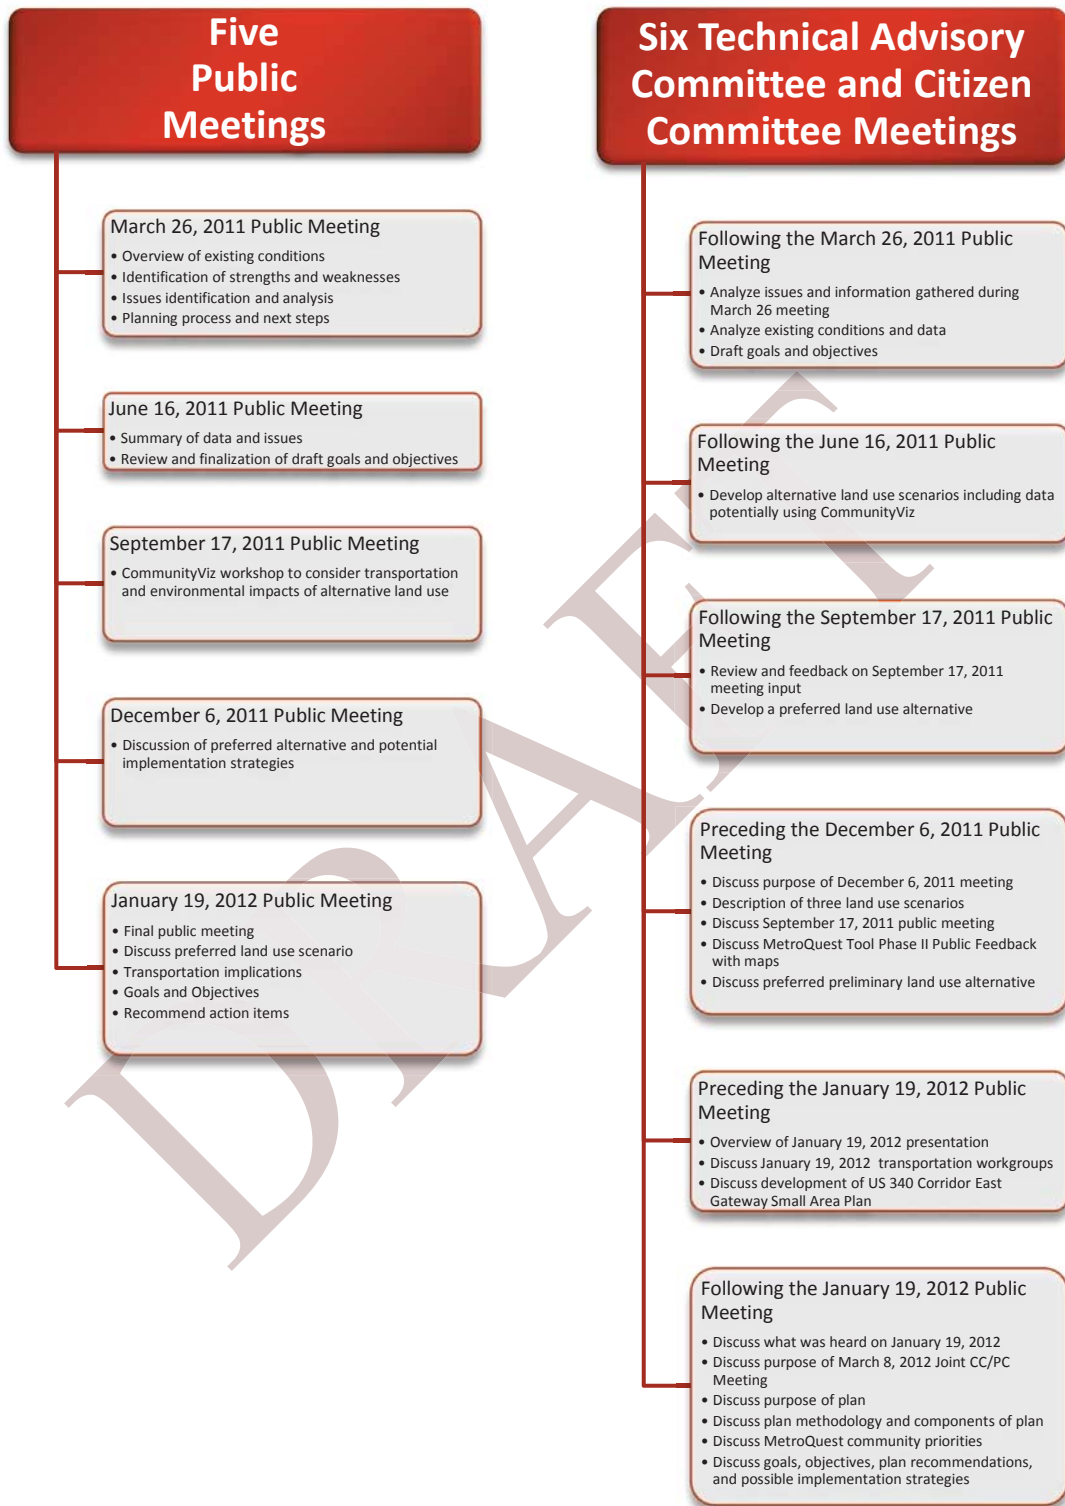 Five
Public
Meetings
March 26, 2011 Public Meeting
• Overview of existing conditions
• Identification of strengths and weaknesses
• Issues identification and analysis
• Planning process and next steps
June 16, 2011 Public Meeting
• Summary of data and issues
• Review and finalization of draft goals and objectives
September 17, 2011 Public Meeting
• CommunityViz workshop to consider transportation
and environmental impacts of alternative land use
December 6, 2011 Public Meeting
• Discussion of preferred alternative and potential
implementation strategies
January 19, 2012 Public Meeting
• Final public meeting
• Discuss preferred land use scenario
• Transportation implications
• Goals and Objectives
• Recommend action items
Six Technical Advisory
Committee and Citizen
Committee Meetings
Following the March 26, 2011 Public
Meeting
• Analyze issues and information gathered during
March 26 meeting
• Analyze existing conditions and data
• Draft goals and objectives
Following the June 16, 2011 Public
Meeting
• Develop alternative land use scenarios including data
potentially using CommunityViz
Following the September 17, 2011 Public
Meeting
• Review and feedback on September 17, 2011
meeting input
• Develop a preferred land use alternative
Preceding the December 6, 2011 Public
Meeting
• Discuss purpose of December 6, 2011 meeting
• Description of three land use scenarios
• Discuss September 17, 2011 public meeting
• Discuss MetroQuest Tool Phase II Public Feedback
with maps
• Discuss preferred preliminary land use alternative
Preceding the January 19, 2012 Public
Meeting
• Overview of January 19, 2012 presentation
• Discuss January 19, 2012 transportation workgroups
• Discuss development of US 340 Corridor East
Gateway Small Area Plan
Following the January 19, 2012 Public
Meeting
• Discuss what was heard on January 19, 2012
• Discuss purpose of March 8, 2012 Joint CC/PC
Meeting
• Discuss purpose of plan
• Discuss plan methodology and components of plan
• Discuss MetroQuest community priorities
• Discuss goals, objectives, plan recommendations,
and possible implementation strategies
DRAFT